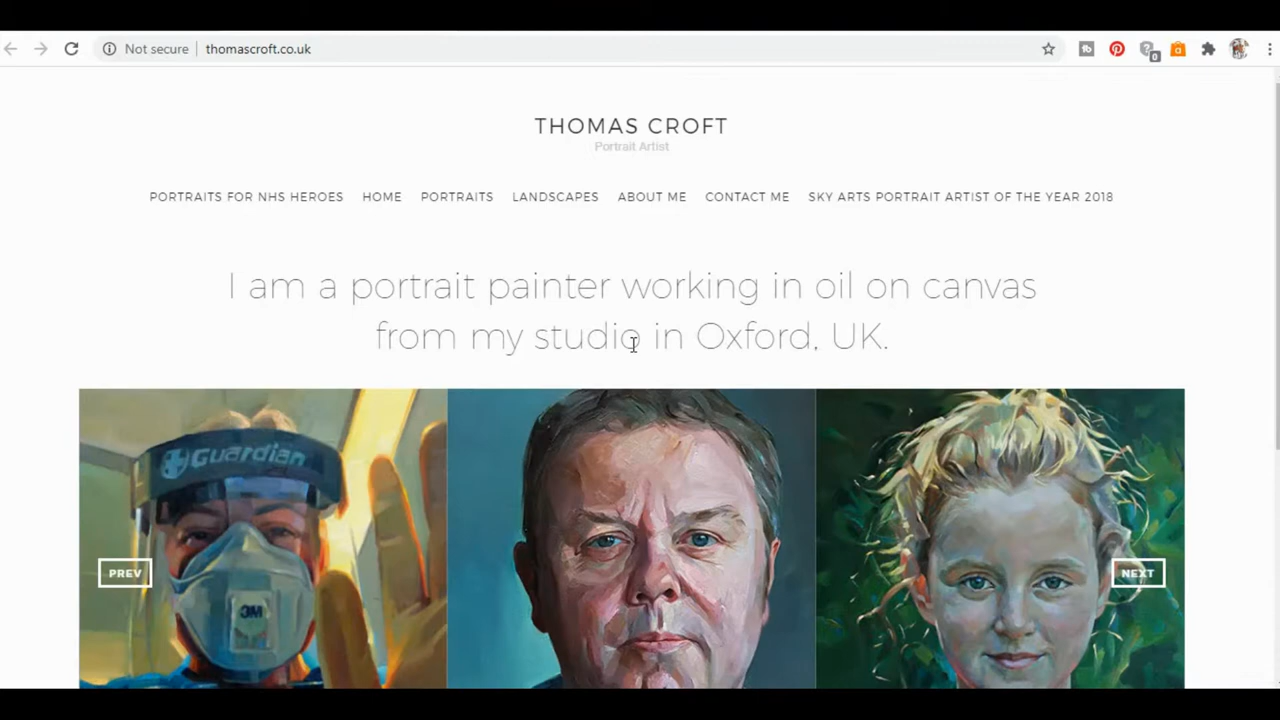 Not secure thomascroft.co.uk
0
THOMAS CROFT
Portrait Artist
PORTRAITS FOR NHS HEROES HOME PORTRAITS LANDSCAPES ABOUT ME CONTACT ME SKY ARTS PORTRAIT ARTIST OF THE YEAR 2018
I am a portrait painter working in oil on canvas
from my studio in Oxford, UK.
Guardian
PREV
NEXT
3M